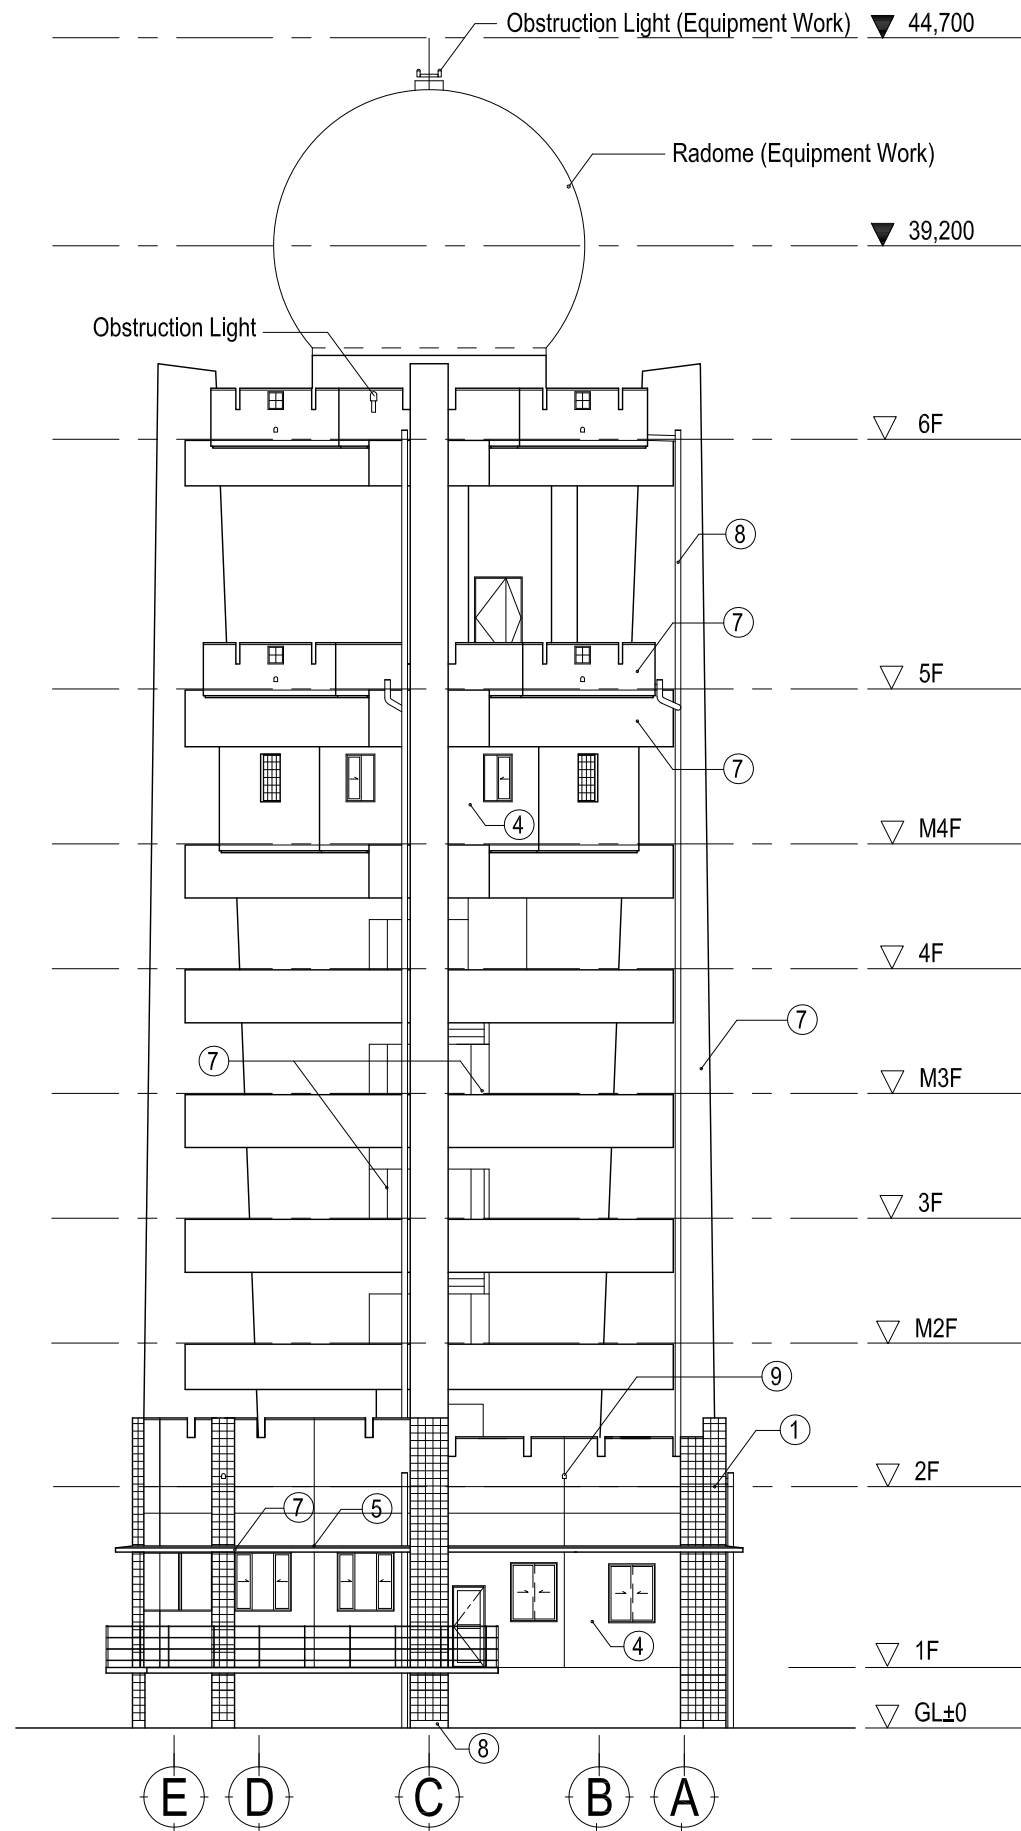 Obstruction Light (Equipment Work)
44,700
Radome (Equipment Work)
39,200
Obstruction Light
6F
8
7
5F
7
4
M4F
4F
7
7
M3F
3F
M2F
9
1
2F
7
5
4
1F
GL±0
8
E D C B A